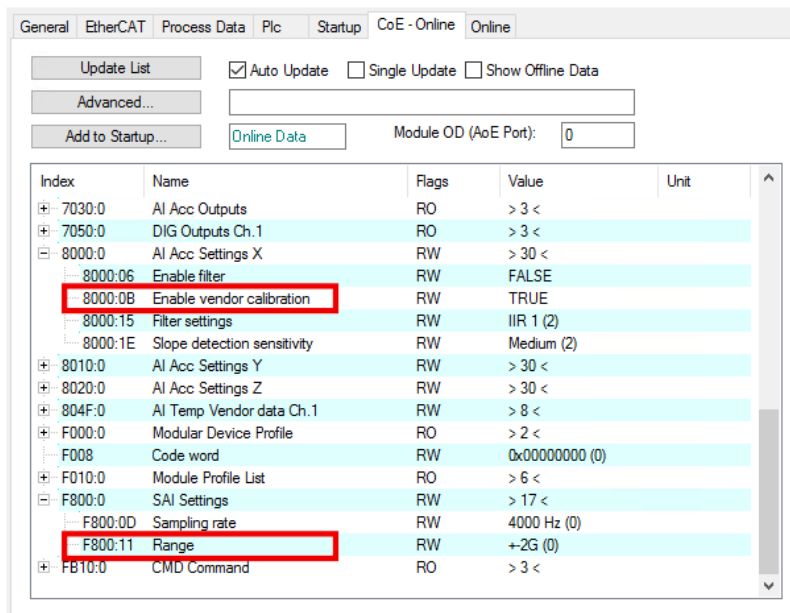 General EtherCAT Process Data Plc Startup CoE - Online Online
Update List Auto Update Single Update Show Offline Data
Advanced...
Add to Startup... Online Data Module OD (AoE Port): 0
Index Name Flags Value Unit
7030:0 AI Acc Outputs RO > 3 <
7050:0 DIG Outputs Ch.1 RO > 3 <
8000:0 AI Acc Settings X RW > 30 <
8000:06 Enable filter RW FALSE
8000:0B Enable vendor calibration RW TRUE
8000:15 Filter settings RW IIR 1 (2)
8000:1E Slope detection sensitivity RW Medium (2)
8010:0 AI Acc Settings Y RW > 30 <
8020:0 AI Acc Settings Z RW > 30 <
804F:0 AI Temp Vendor data Ch.1 RW > 8 <
F000:0 Modular Device Profile RO > 2 <
F008 Code word RW 0x00000000 (0)
F010:0 Module Profile List RO > 6 <
F800:0 SAI Settings RW > 17 <
F800:0D Sampling rate RW 4000 Hz (0)
F800:11 Range RW +-2G (0)
FB10:0 CMD Command RO > 3 <